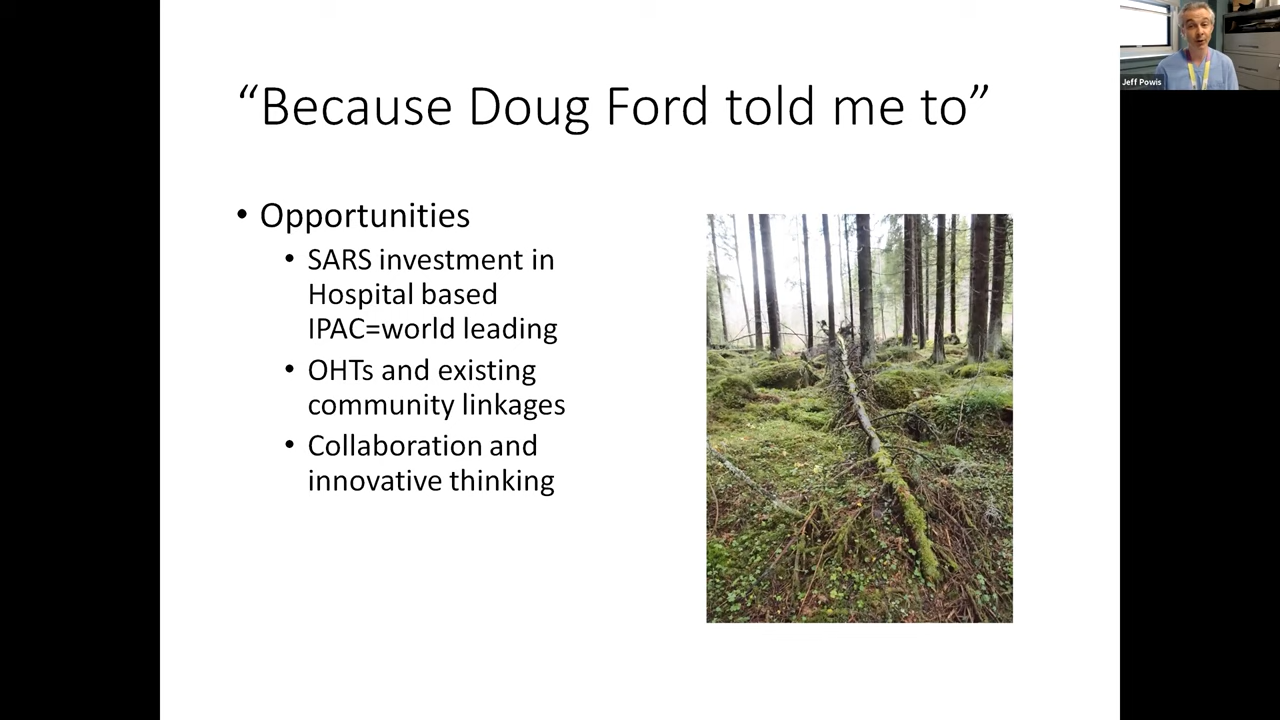 “Because Doug Ford told me to”
• Opportunities
• SARS investment in
Hospital based
IPAC=world leading
• OHTs and existing
community linkages
• Collaboration and
innovative thinking
Jeff Powis